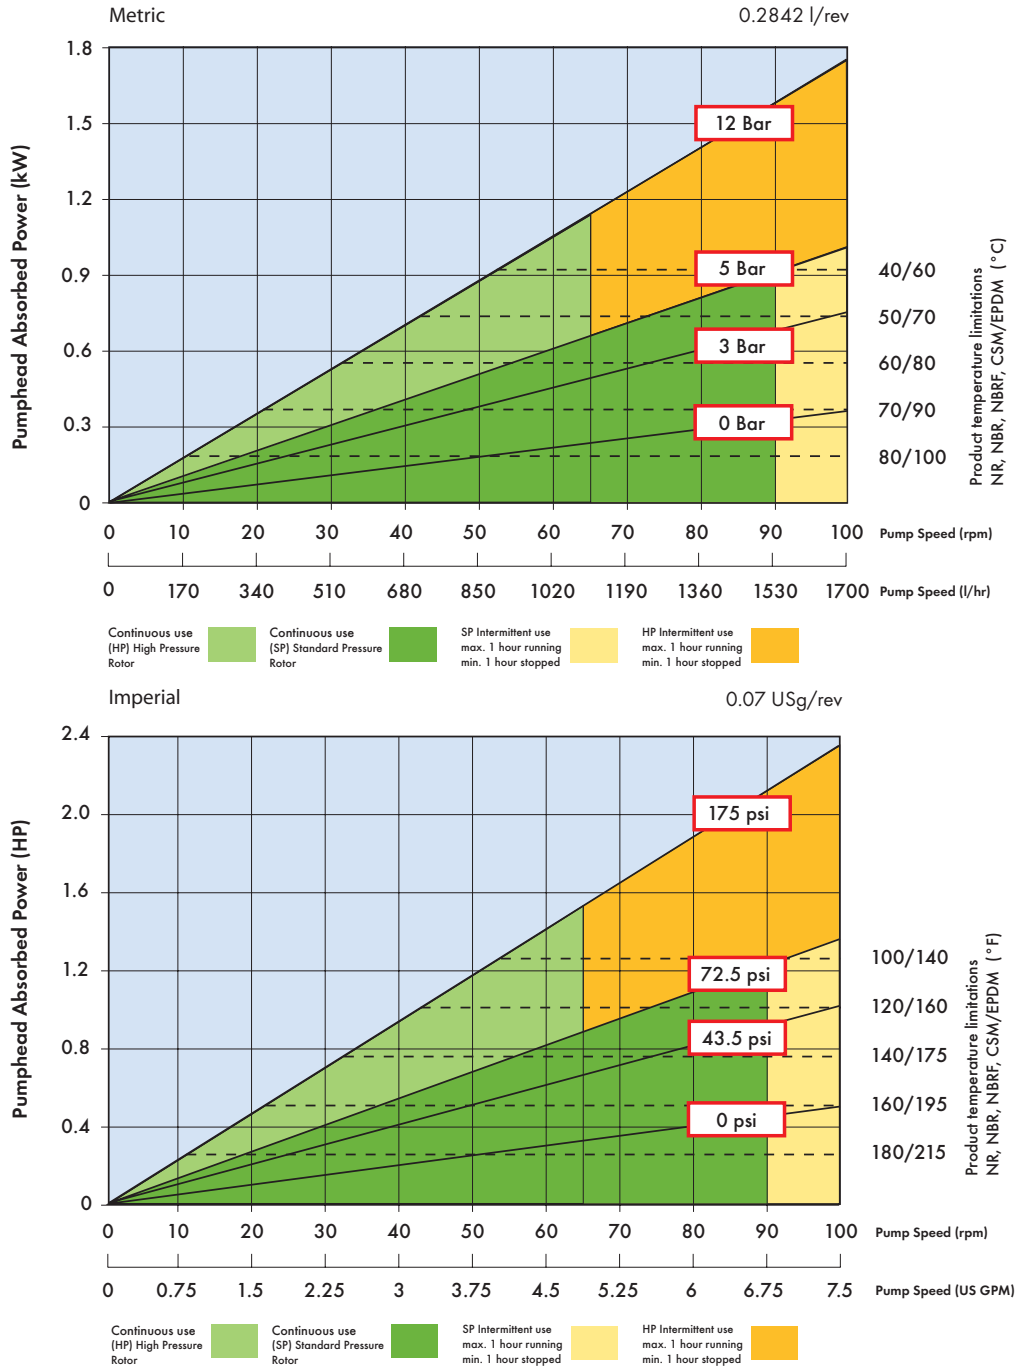 Metric
0.2842 l/rev
Pumphead Absorbed Power (kW)
1.8
1.5
1.2
0.9
0.6
0.3
0
12 Bar
5 Bar
3 Bar
0 Bar
40/60
50/70
60/80
70/90
80/100
Product temperature limitations
NR, NBR, NBRF, CSM/EPDM (°C)
0 10 20 30 40 50 60 70 80 90 100 Pump Speed (rpm)
0 170 340 510 680 850 1020 1190 1360 1530 1700 Pump Speed (l/hr)
Continuous use
(HP) High Pressure
Rotor
Continuous use
(SP) Standard Pressure
Rotor
SP Intermittent use
max. 1 hour running
min. 1 hour stopped
HP Intermittent use
max. 1 hour running
min. 1 hour stopped
Imperial
0.07 USg/rev
Pumphead Absorbed Power (HP)
2.4
2.0
1.6
1.2
0.8
0.4
0
175 psi
72.5 psi
43.5 psi
0 psi
100/140
120/160
140/175
160/195
180/215
Product temperature limitations
NR, NBR, NBRF, CSM/EPDM (°F)
0 10 20 30 40 50 60 70 80 90 100 Pump Speed (rpm)
0 0.75 1.5 2.25 3 3.75 4.5 5.25 6 6.75 7.5 Pump Speed (US GPM)
Continuous use
(HP) High Pressure
Rotor
Continuous use
(SP) Standard Pressure
Rotor
SP Intermittent use
max. 1 hour running
min. 1 hour stopped
HP Intermittent use
max. 1 hour running
min. 1 hour stopped